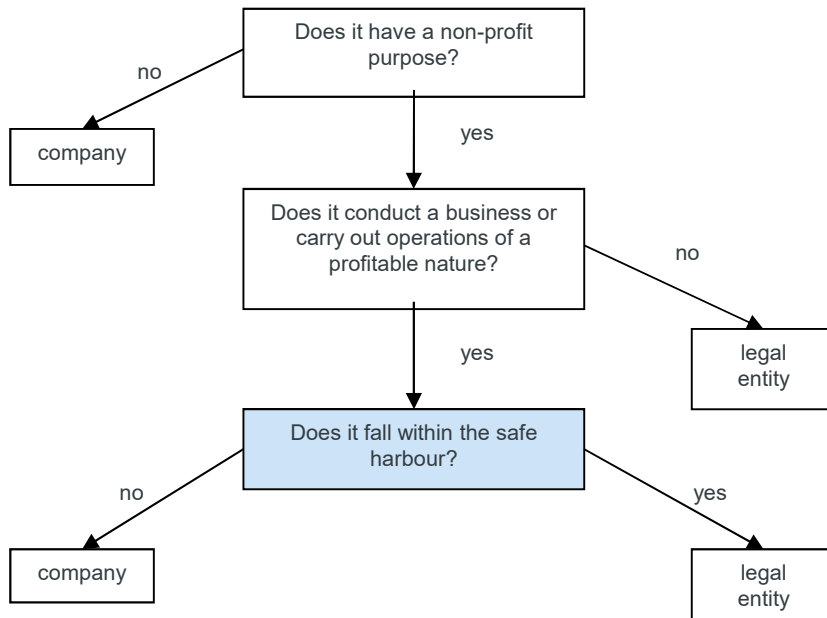 Does it have a non-profit
purpose?
no
company
yes
Does it conduct a business or
carry out operations of a
profitable nature?
no
legal
entity
yes
Does it fall within the safe
harbour?
no
yes
company
legal
entity